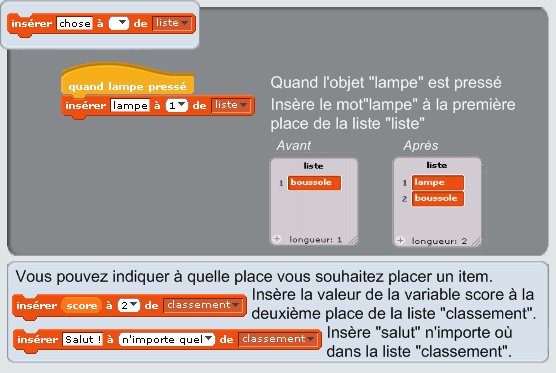 insérer chose à de liste
quand lampe pressé
insérer lampe à 1 de liste
Quand l'objet "lampe" est pressé
Insère le mot"lampe" à la première
place de la liste "liste"
Avant
Après
liste
1 boussole
+ longueur: 1
liste
1 lampe
2 boussole
+ longueur: 2
Vous pouvez indiquer à quelle place vous souhaitez placer un item.
insérer score à 2 de classement
Insère la valeur de la variable score à la
deuxième place de la liste "classement".
insérer Salut ! à n'importe quel de classement
Insère "salut" n'importe où
dans la liste "classement".